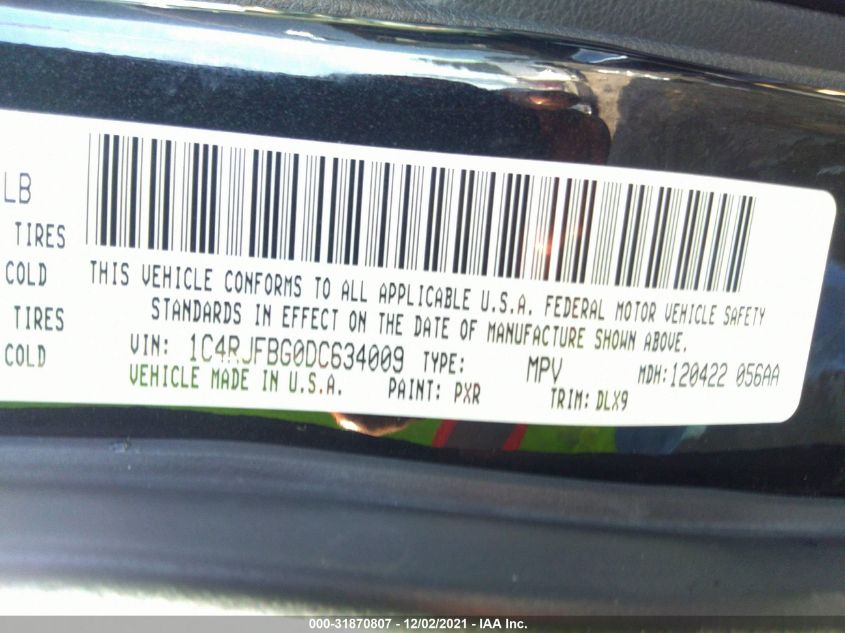 LB
TIRES
COLD
TIRES
COLD
THIS VEHICLE CONFORMS TO ALL APPLICABLE U.S.A. FEDERAL MOTOR VEHICLE SAFETY
STANDARDS IN EFFECT ON THE DATE OF MANUFACTURE SHOWN ABOVE.
VIN: 1C4RJFBG0DC634009 TYPE: MPV MDH: 120422 056AA
VEHICLE MADE IN U.S.A. PAINT: PXR TRIM: DLX9
000-31870807 - 12/02/2021 - IAA Inc.